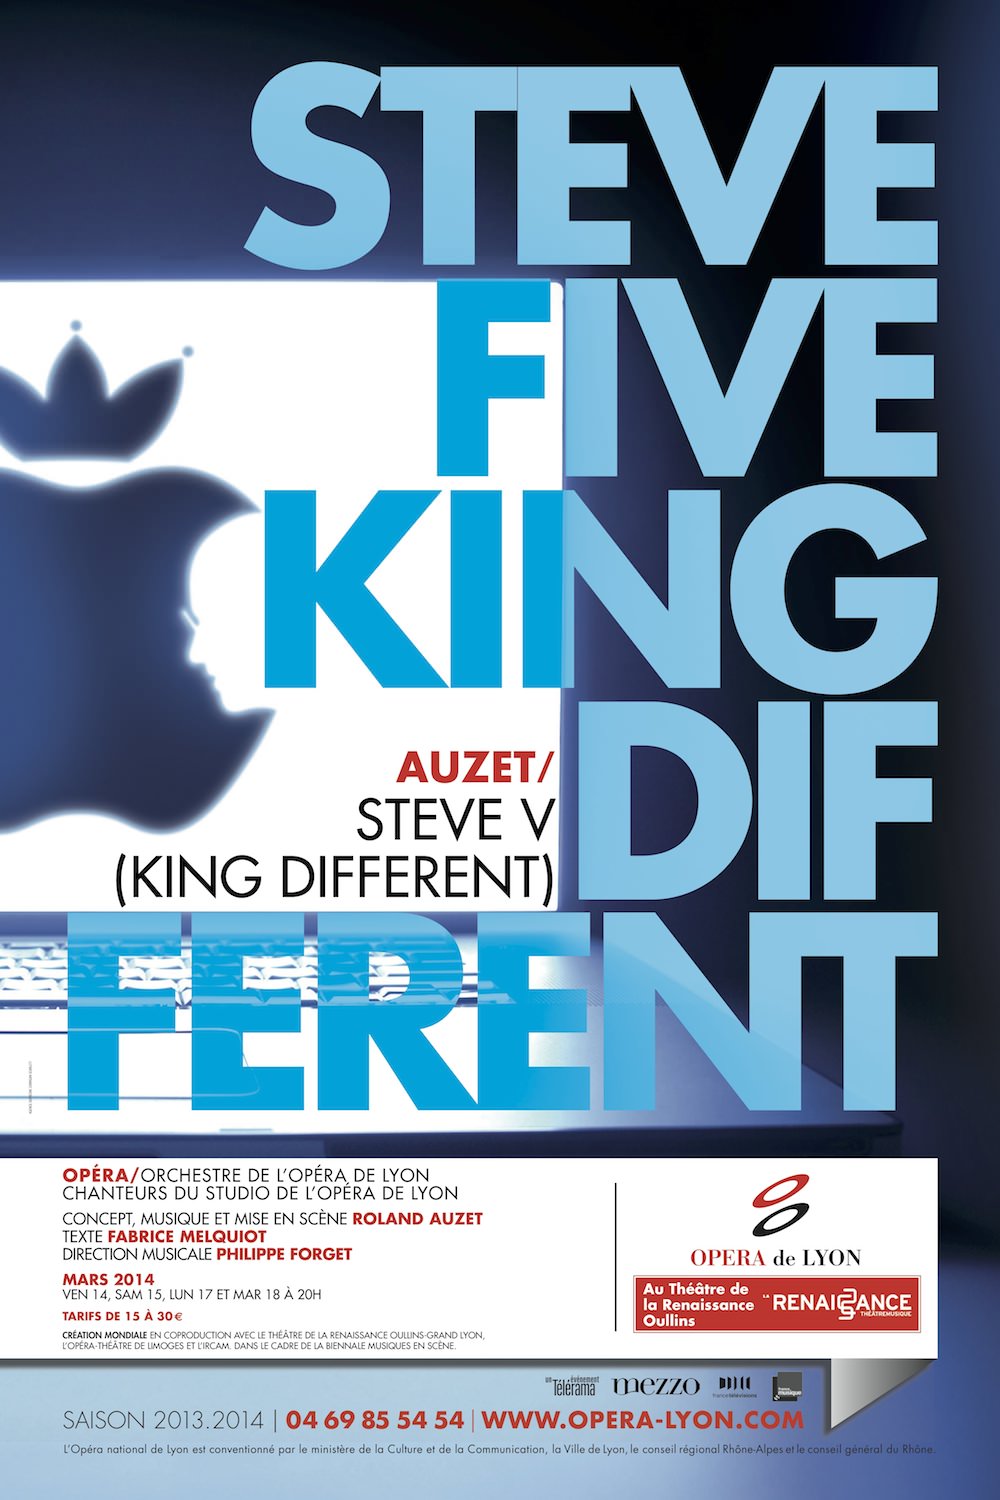 STEVE
FIVE
KING
DIF
FERENT
AUZET/
STEVE V
(KING DIFFERENT)
OPÉRA/ORCHESTRE DE L'OPÉRA DE LYON
CHANTEURS DU STUDIO DE L'OPÉRA DE LYON
CONCEPT, MUSIQUE ET MISE EN SCÈNE ROLAND AUZET
TEXTE FABRICE MELQUIOT
DIRECTION MUSICALE PHILIPPE FORGET
MARS 2014
VEN 14, SAM 15, LUN 17 ET MAR 18 À 20H
TARIFS DE 15 À 30€
CRÉATION MONDIALE EN COPRODUCTION AVEC LE THÉÂTRE DE LA RENAISSANCE OULLINS-GRAND LYON,
L'OPÉRA-THÉÂTRE DE LIMOGES ET L'IRCAM. DANS LE CADRE DE LA BIENNALE MUSIQUES EN SCÈNE.
OPERA de LYON
Au Théâtre de
la Renaissance
Oullins
LA RENAISSANCE
THÉÂTREMUSIQUE
un événement
Télérama
mezzo
francetélévisions
france musique
SAISON 2013.2014 | 04 69 85 54 54 | WWW.OPERA-LYON.COM
L'Opéra national de Lyon est conventionné par le ministère de la Culture et de la Communication, la Ville de Lyon, le conseil régional Rhône-Alpes et le conseil général du Rhône.